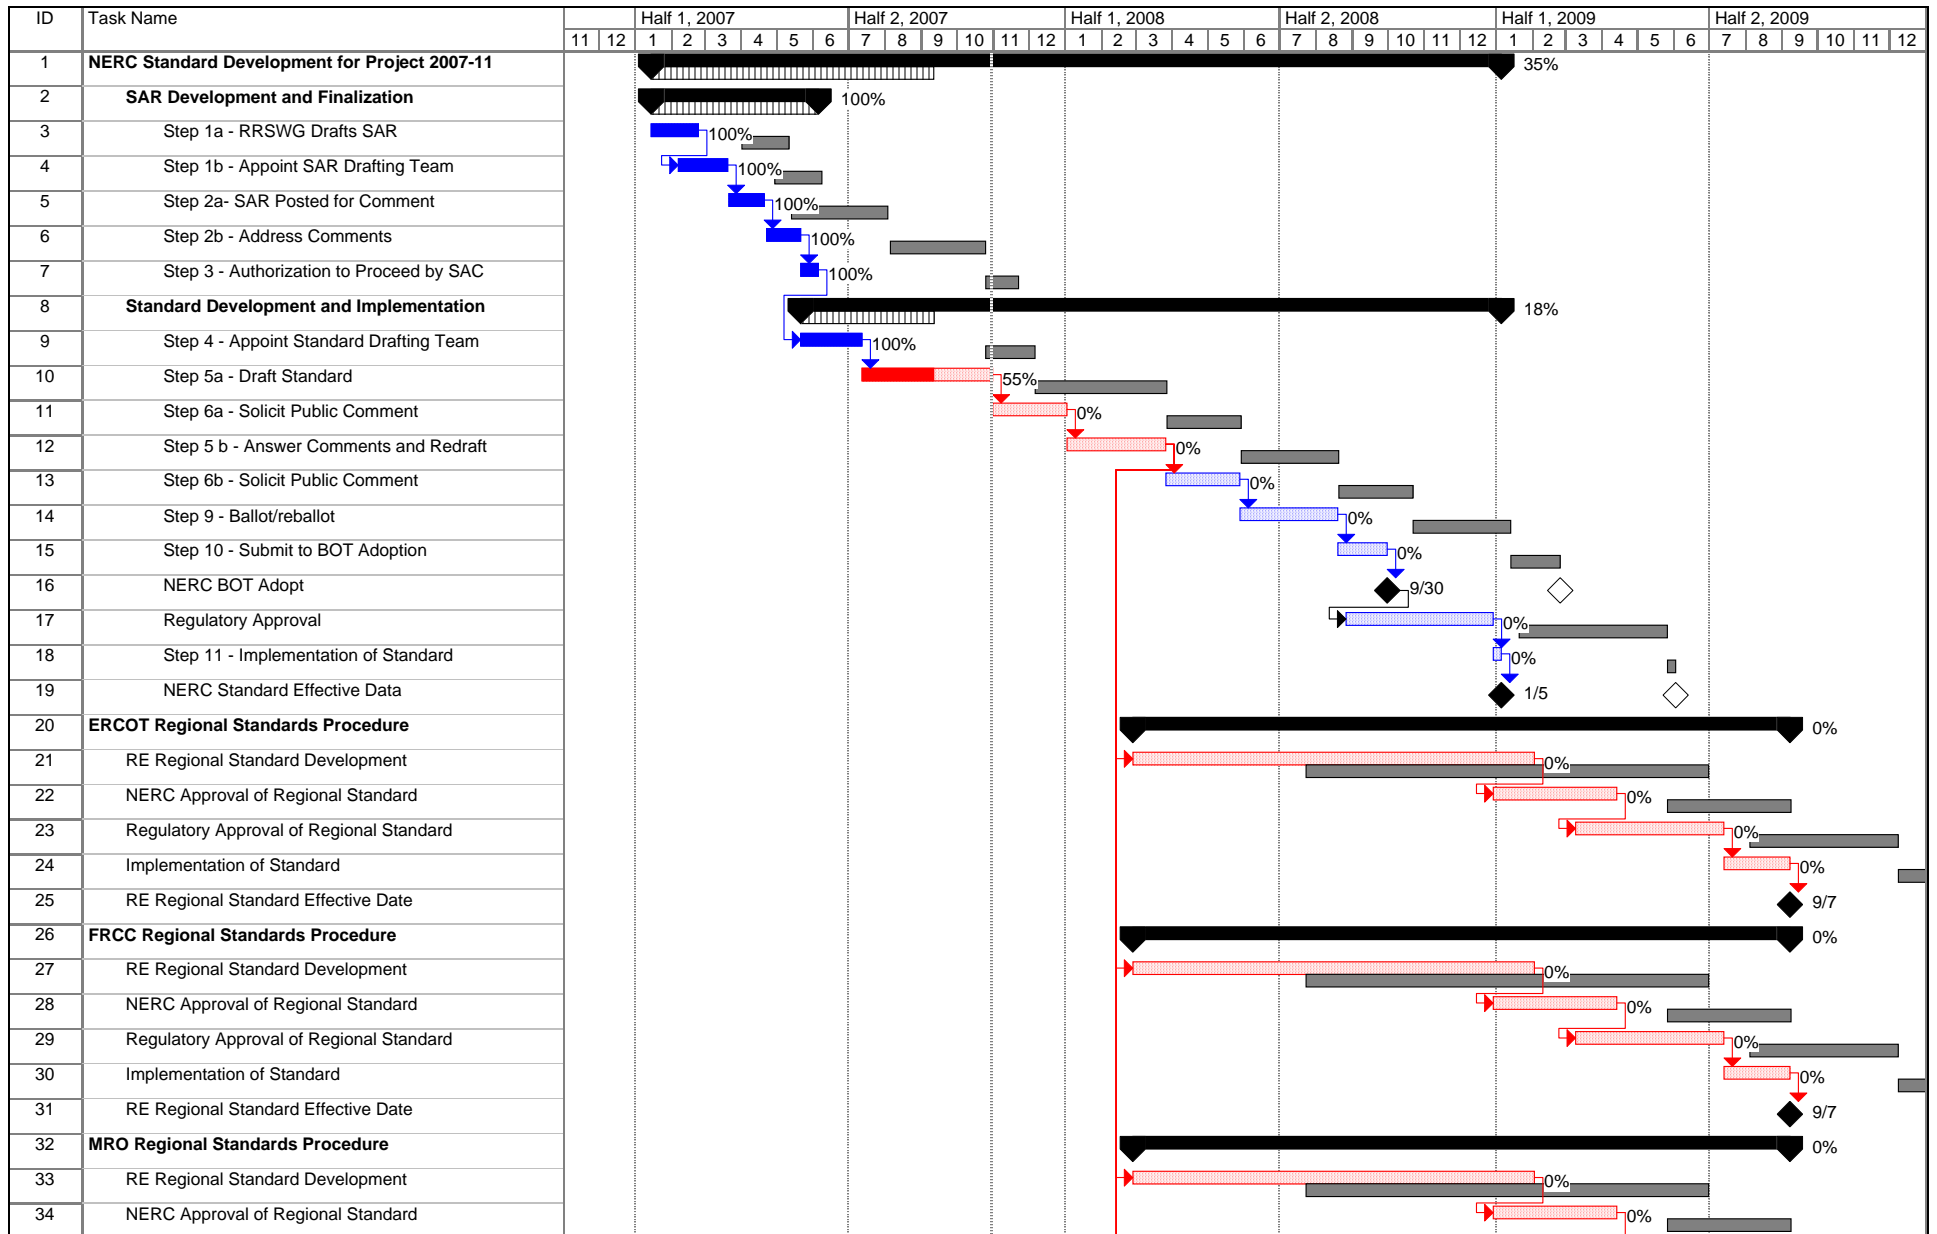 ID Task Name Half 1, 2007 Half 2, 2007 Half 1, 2008 Half 2, 2008 Half 1, 2009 Half 2, 2009
11 12 1 2 3 4 5 6 7 8 9 10 11 12 1 2 3 4 5 6 7 8 9 10 11 12 1 2 3 4 5 6 7 8 9 10 11 12
1 NERC Standard Development for Project 2007-11 35%
2 SAR Development and Finalization 100%
3 Step 1a - RRSWG Drafts SAR 100%
4 Step 1b - Appoint SAR Drafting Team 100%
5 Step 2a- SAR Posted for Comment 100%
6 Step 2b - Address Comments 100%
7 Step 3 - Authorization to Proceed by SAC 100%
8 Standard Development and Implementation 18%
9 Step 4 - Appoint Standard Drafting Team 100%
10 Step 5a - Draft Standard 55%
11 Step 6a - Solicit Public Comment 0%
12 Step 5 b - Answer Comments and Redraft 0%
13 Step 6b - Solicit Public Comment 0%
14 Step 9 - Ballot/reballot 0%
15 Step 10 - Submit to BOT Adoption 0%
16 NERC BOT Adopt 9/30
17 Regulatory Approval 0%
18 Step 11 - Implementation of Standard 0%
19 NERC Standard Effective Data 1/5
20 ERCOT Regional Standards Procedure 0%
21 RE Regional Standard Development 0%
22 NERC Approval of Regional Standard 0%
23 Regulatory Approval of Regional Standard 0%
24 Implementation of Standard 0%
25 RE Regional Standard Effective Date 9/7
26 FRCC Regional Standards Procedure 0%
27 RE Regional Standard Development 0%
28 NERC Approval of Regional Standard 0%
29 Regulatory Approval of Regional Standard 0%
30 Implementation of Standard 0%
31 RE Regional Standard Effective Date 9/7
32 MRO Regional Standards Procedure 0%
33 RE Regional Standard Development 0%
34 NERC Approval of Regional Standard 0%